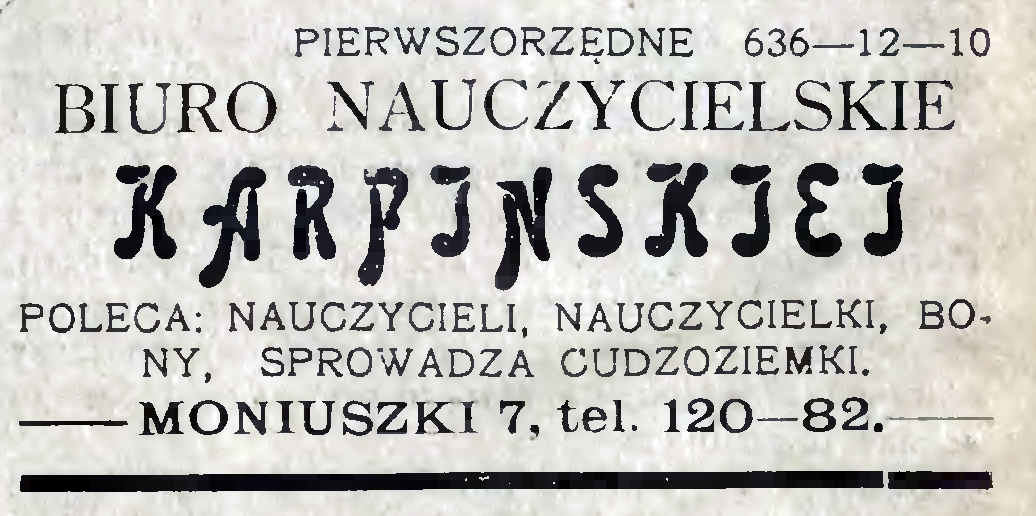 PIERWSZORZĘDNE 636—12—10
BIURO NAUCZYCIELSKIE
KARPINSKIEJ
POLECA: NAUCZYCIELI, NAUCZYCIELKI, BO-
NY, SPROWADZA CUDZOZIEMKI.
— MONIUSZKI 7, tel. 120—82. —